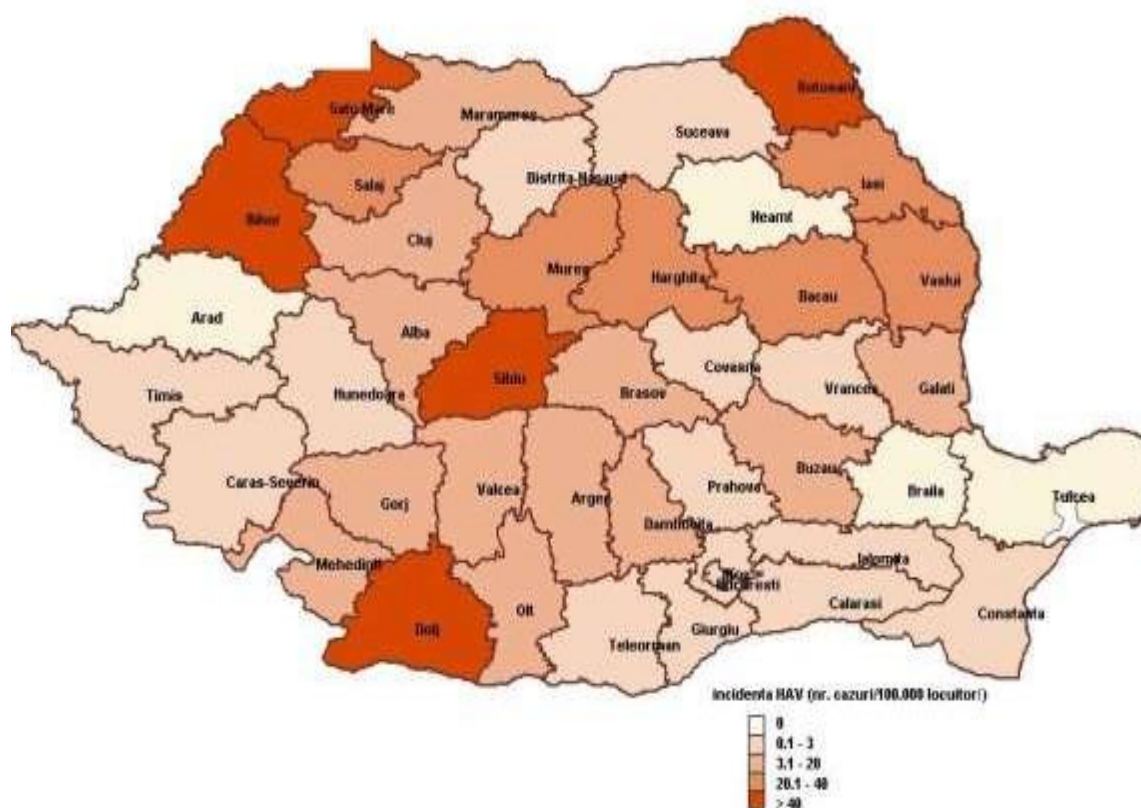 Satu-Mare
Maramures
Botosani
Suceava
Salaj
Bistrita-Nasaud
Iasi
Bihor
Neamt
Cluj
Mures
Harghita
Bacau
Vaslui
Arad
Alba
Sibiu
Covasna
Timis
Hunedoara
Brasov
Vrancea
Galati
Caras-Severin
Gorj
Valcea
Arges
Prahova
Buzau
Braila
Tulcea
Dambovita
Mehedinti
Ialomita
Bucuresti
Calarasi
Dolj
Olt
Teleorman
Giurgiu
Constanta
incidenta HAV (nr. cazuri/100.000 locuitori)
0
0.1 - 3
3.1 - 20
20.1 - 40
> 40